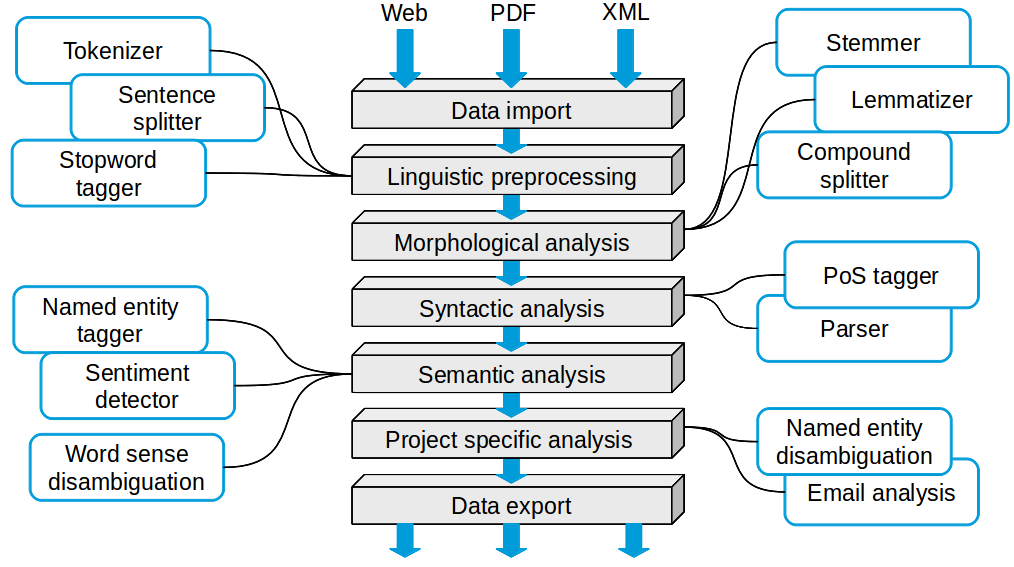 Web
PDF
XML
Tokenizer
Sentence
splitter
Stopword
tagger
Data import
Linguistic preprocessing
Morphological analysis
Syntactic analysis
Semantic analysis
Project specific analysis
Data export
Stemmer
Lemmatizer
Compound
splitter
PoS tagger
Parser
Named entity
tagger
Sentiment
detector
Word sense
disambiguation
Named entity
disambiguation
Email analysis